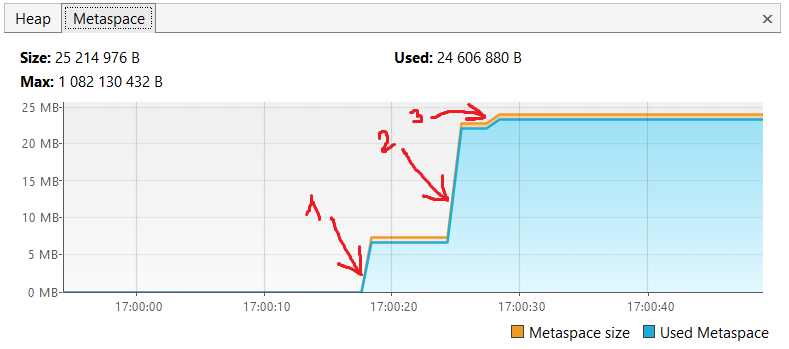 Heap Metaspace ×
Size: 25 214 976 B Used: 24 606 880 B
Max: 1 082 130 432 B
25 MB
20 MB
15 MB
10 MB
5 MB
0 MB
3
2
1
17:00:00 17:00:10 17:00:20 17:00:30 17:00:40
Metaspace size Used Metaspace